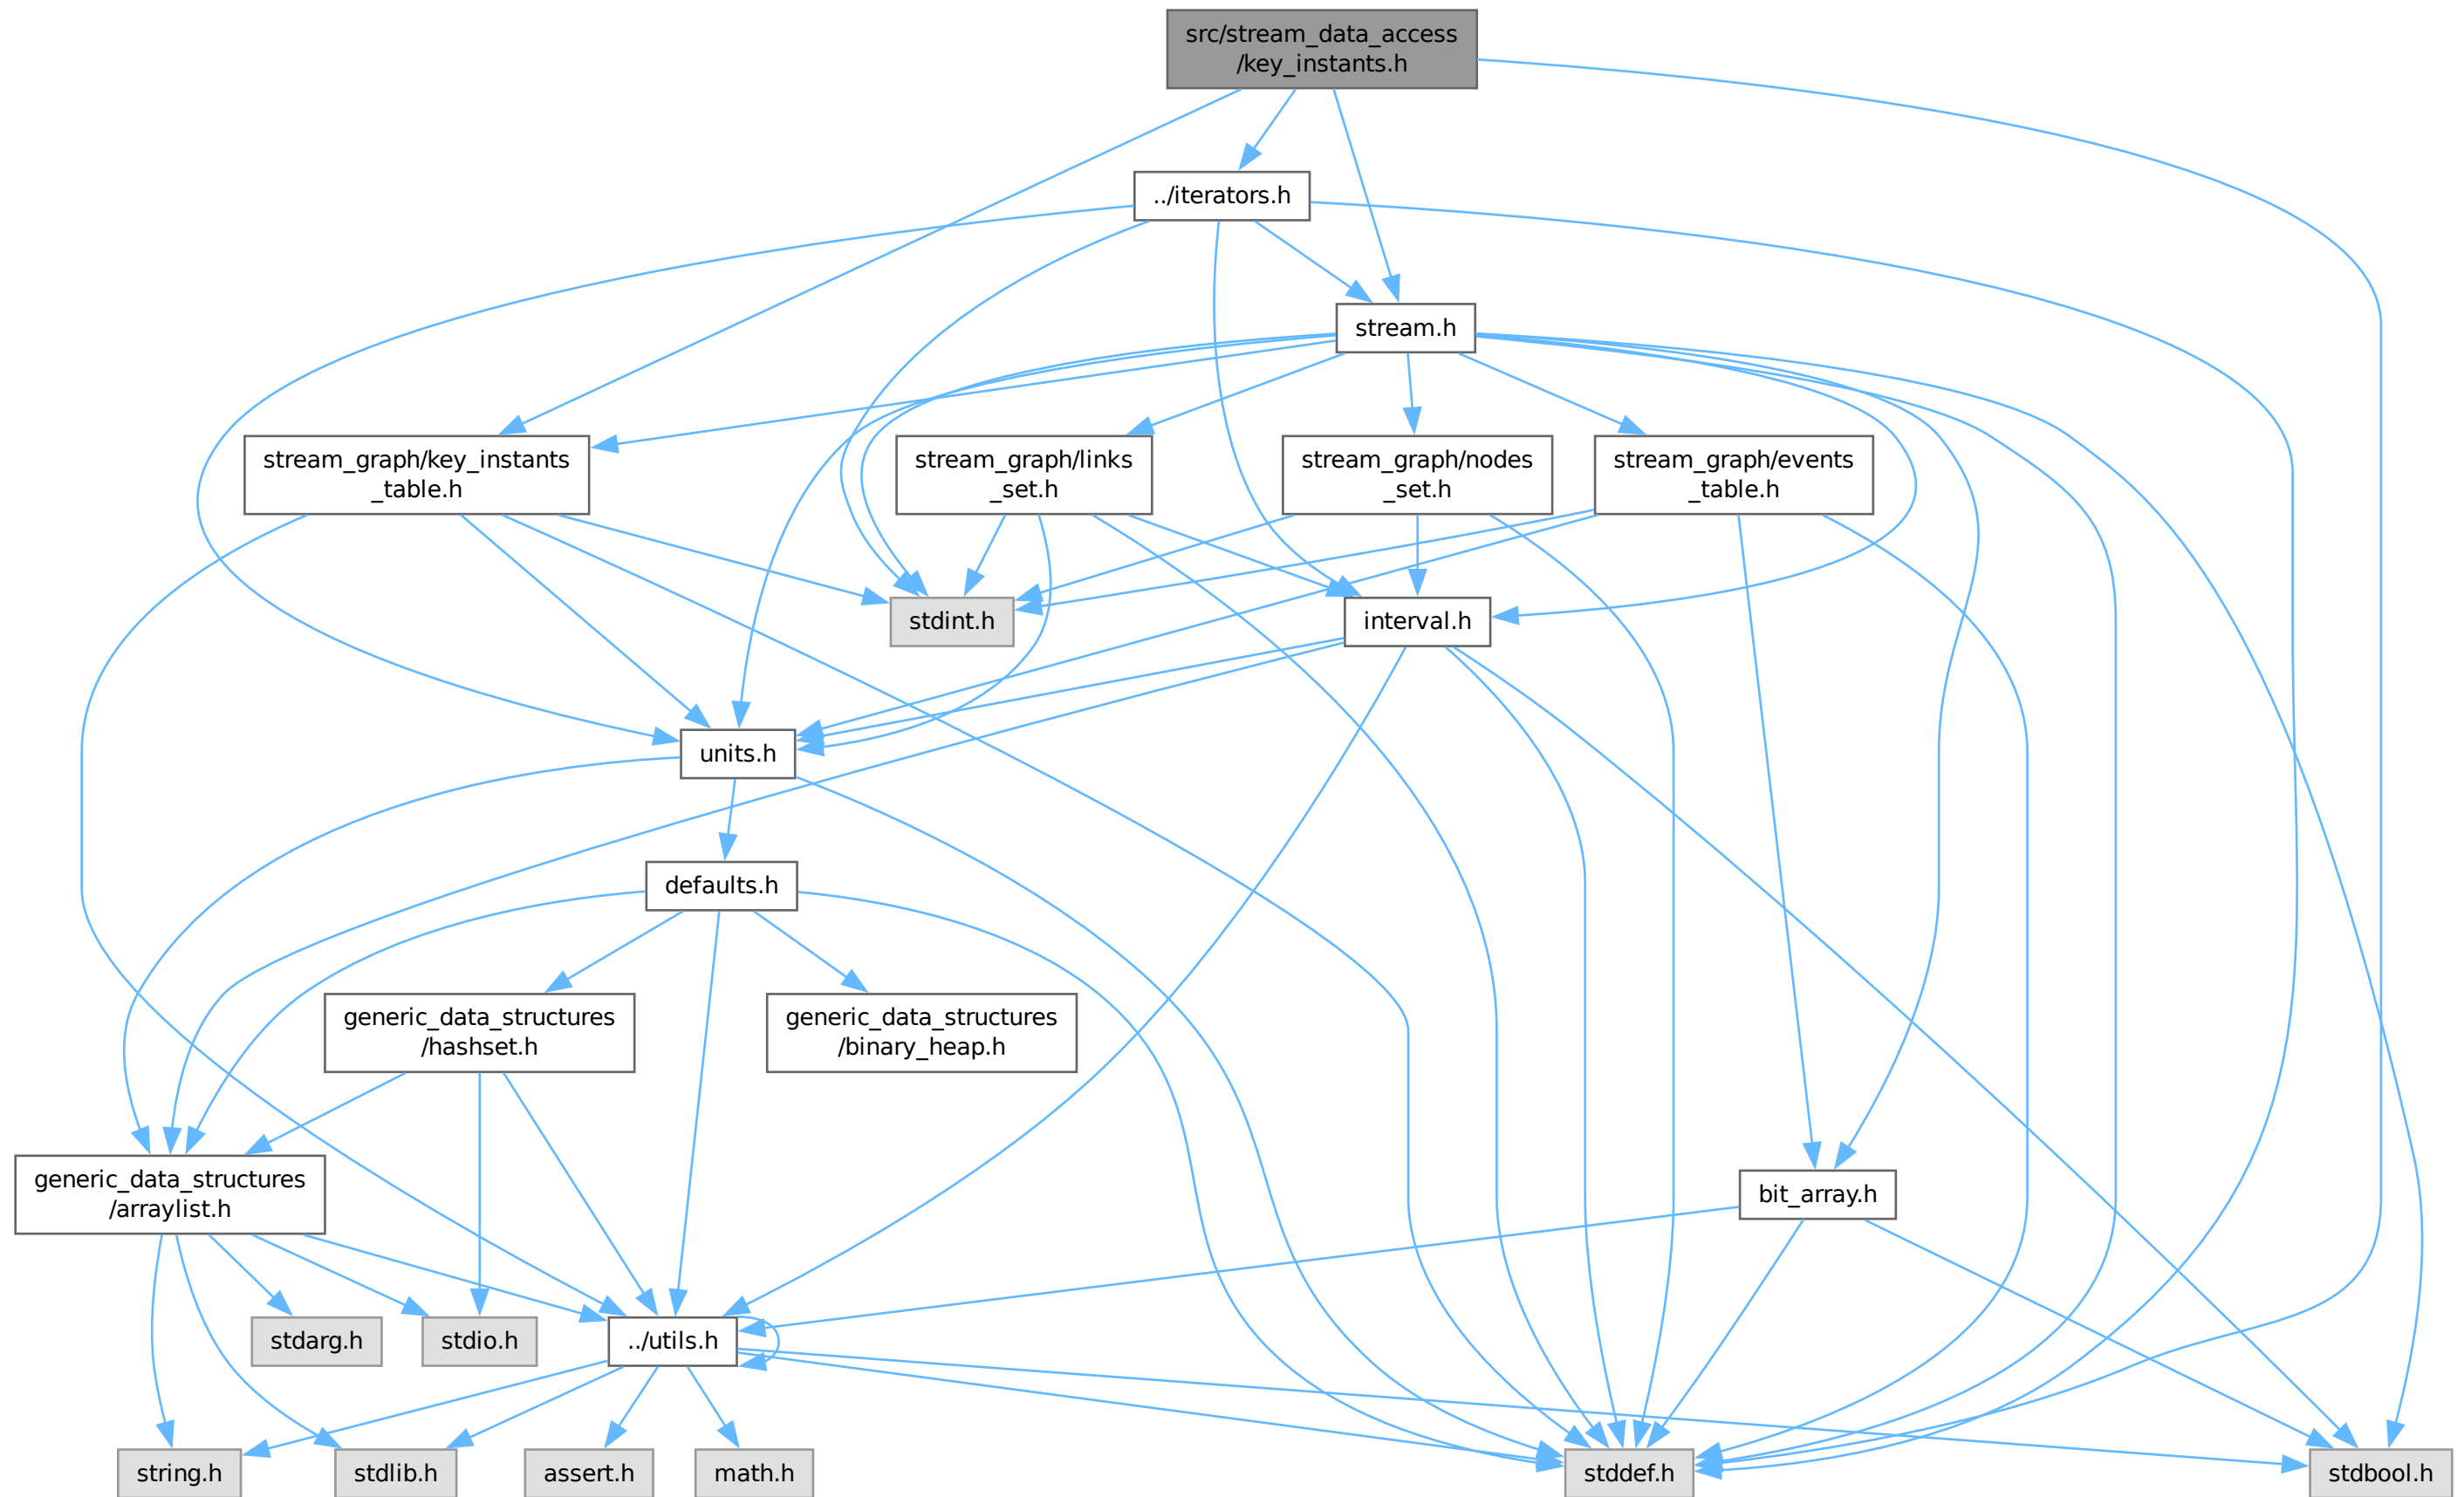 src/stream_data_access
/key_instants.h
../iterators.h
stream.h
stream_graph/key_instants
_table.h
stream_graph/links
_set.h
stream_graph/nodes
_set.h
stream_graph/events
_table.h
stdint.h
interval.h
units.h
defaults.h
generic_data_structures
/hashset.h
generic_data_structures
/binary_heap.h
generic_data_structures
/arraylist.h
bit_array.h
stdarg.h
stdio.h
../utils.h
string.h
stdlib.h
assert.h
math.h
stddef.h
stdbool.h